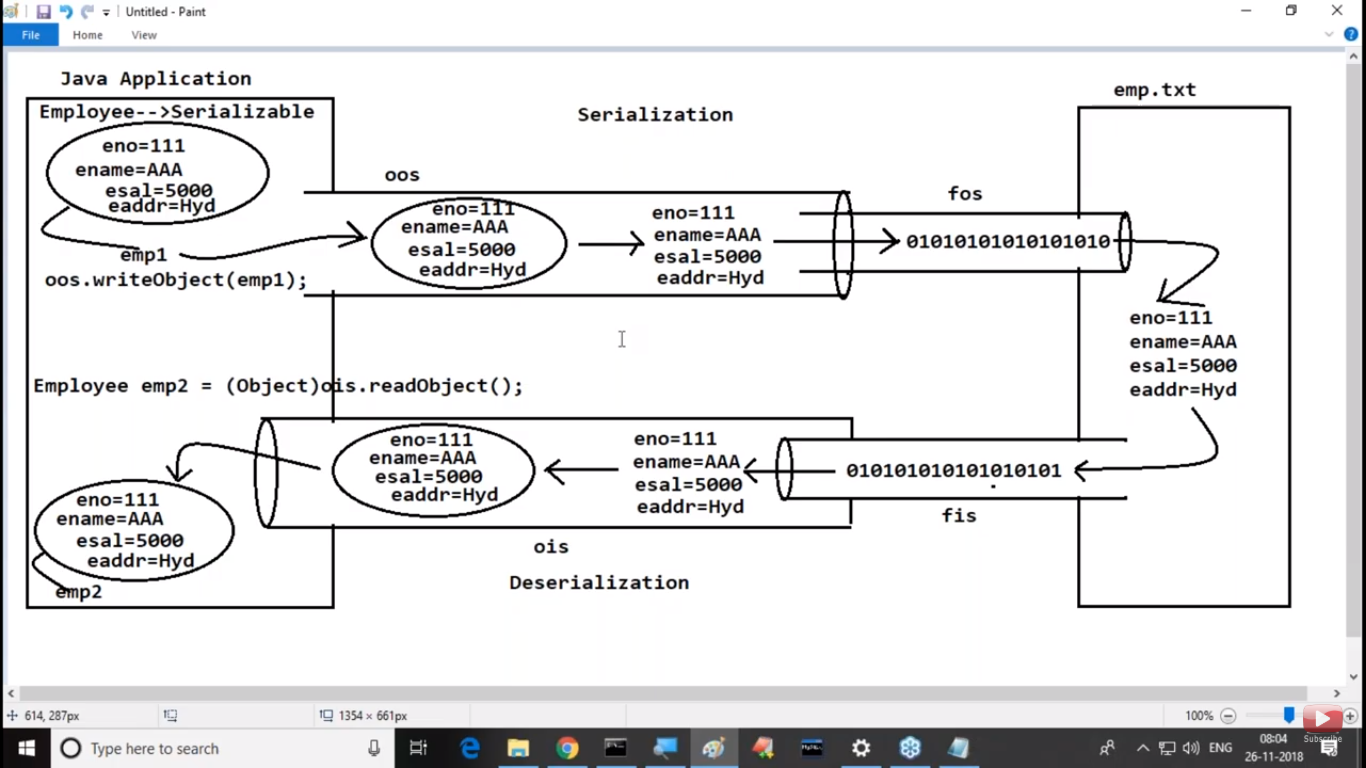 Untitled - Paint
File Home View
Java Application
emp.txt
Employee-->Serializable
Serialization
eno=111
ename=AAA
esal=5000
eaddr=Hyd
oos
fos
eno=111
ename=AAA
esal=5000
eaddr=Hyd
eno=111
ename=AAA
esal=5000
eaddr=Hyd
01010101010101010
emp1
oos.writeObject(emp1);
eno=111
ename=AAA
esal=5000
eaddr=Hyd
Employee emp2 = (Object)ois.readObject();
eno=111
ename=AAA
esal=5000
eaddr=Hyd
eno=111
ename=AAA
esal=5000
eaddr=Hyd
010101010101010101
fis
eno=111
ename=AAA
esal=5000
eaddr=Hyd
emp2
ois
Deserialization
614, 287px
1354 × 661px
100%
Subscribe
Type here to search
ENG
08:04
26-11-2018